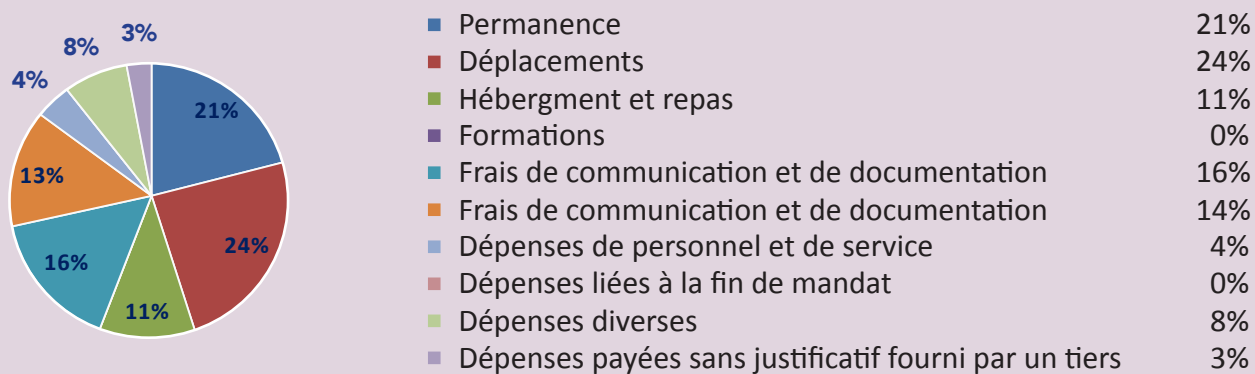 3%
8%
4%
21%
13%
24%
16%
11%
Permanence 21%
Déplacements 24%
Hébergment et repas 11%
Formations 0%
Frais de communication et de documentation 16%
Frais de communication et de documentation 14%
Dépenses de personnel et de service 4%
Dépenses liées à la fin de mandat 0%
Dépenses diverses 8%
Dépenses payées sans justificatif fourni par un tiers 3%